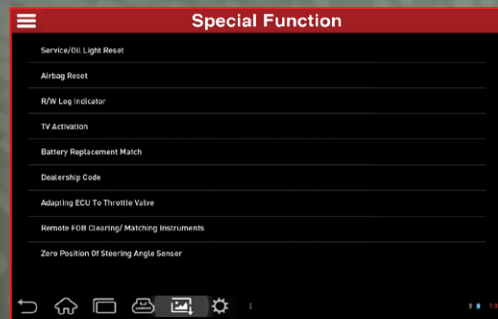 Special Function
Service/Oil Light Reset
Airbag Reset
R/W Log Indicator
TV Activation
Battery Replacement Match
Dealership Code
Adapting ECU To Throttle Valve
Remote FOB Clearing/ Matching Instruments
Zero Position Of Steering Angle Sensor